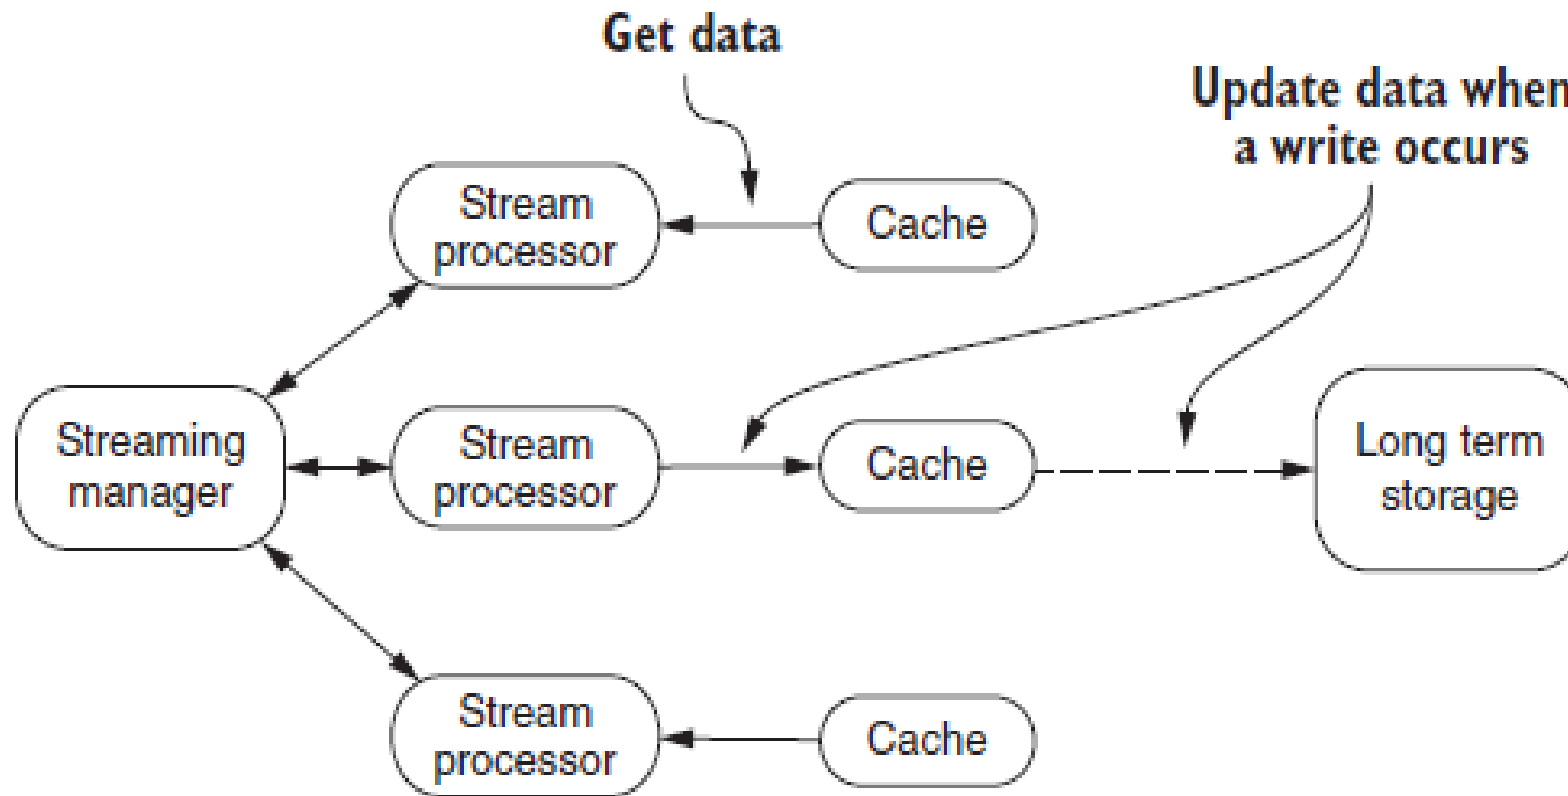 Get data
Update data when
a write occurs
Stream
processor
Cache
Streaming
manager
Stream
processor
Cache
Long term
storage
Stream
processor
Cache